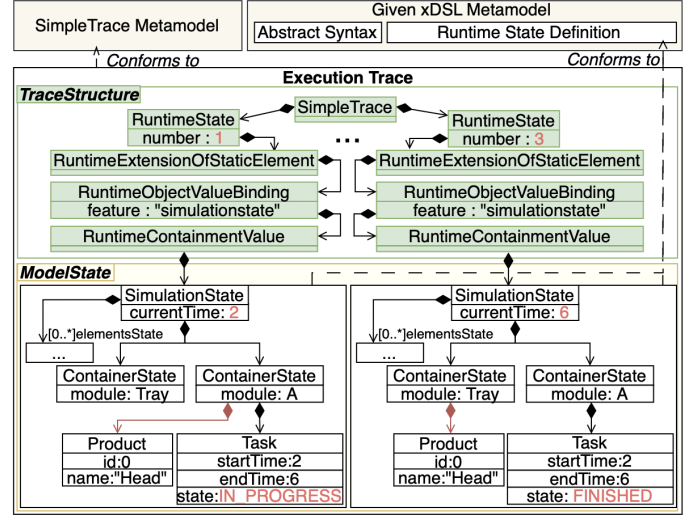 SimpleTrace Metamodel
Given xDSL Metamodel
Abstract Syntax
Runtime State Definition
Conforms to
Conforms to
Execution Trace
TraceStructure
SimpleTrace
RuntimeState
number : 1
...
RuntimeState
number : 3
RuntimeExtensionOfStaticElement
RuntimeExtensionOfStaticElement
RuntimeObjectValueBinding
feature : "simulationstate"
RuntimeObjectValueBinding
feature : "simulationstate"
RuntimeContainmentValue
RuntimeContainmentValue
ModelState
SimulationState
currentTime: 2
[0..*]elementsState
...
ContainerState
module: Tray
ContainerState
module: A
Product
id:0
name:"Head"
Task
startTime:2
endTime:6
state:IN_PROGRESS
SimulationState
currentTime: 6
[0..*]elementsState
...
ContainerState
module: Tray
ContainerState
module: A
Product
id:0
name:"Head"
Task
startTime:2
endTime:6
state: FINISHED